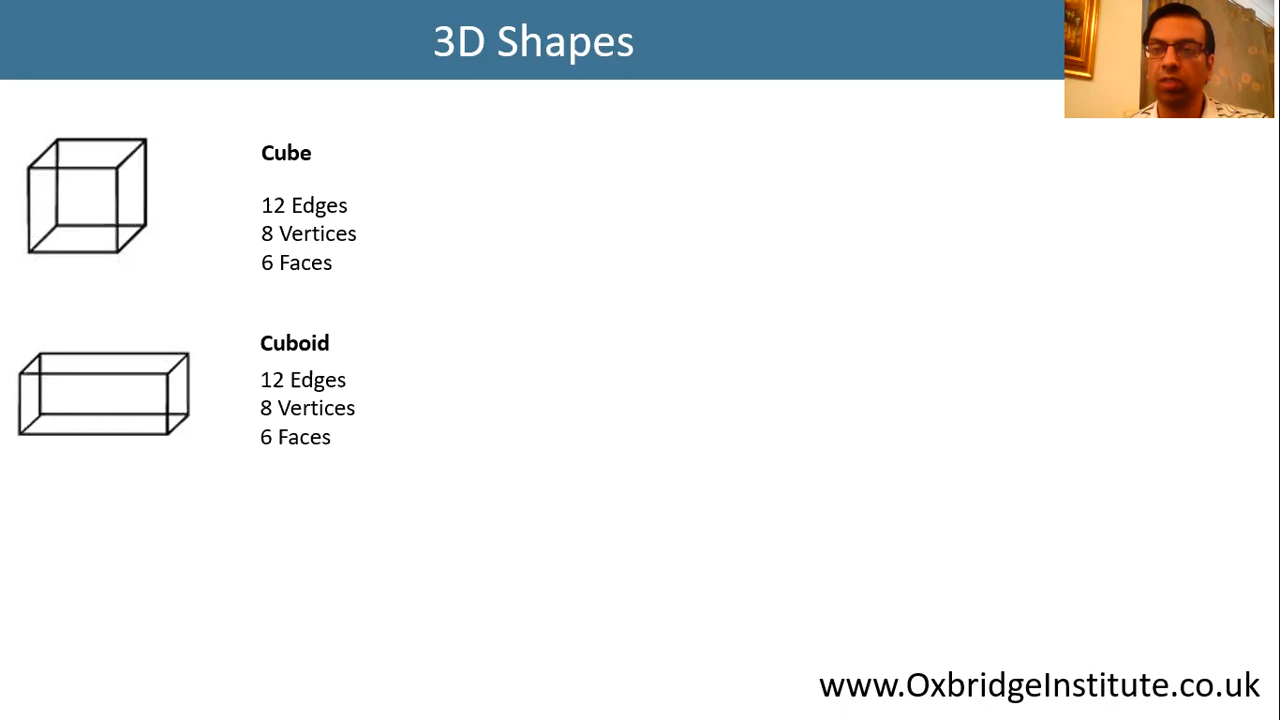 3D Shapes
Cube
12 Edges
8 Vertices
6 Faces
Cuboid
12 Edges
8 Vertices
6 Faces
www.OxbridgeInstitute.co.uk